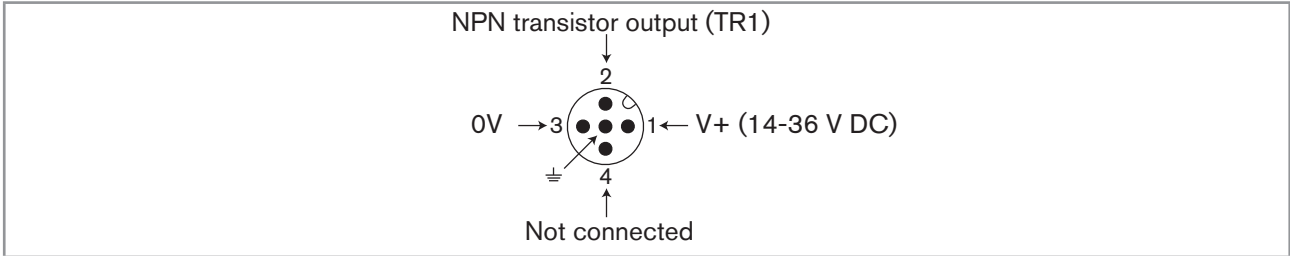 NPN transistor output (TR1)
2
0V 3 1 V+ (14-36 V DC)
4
Not connected